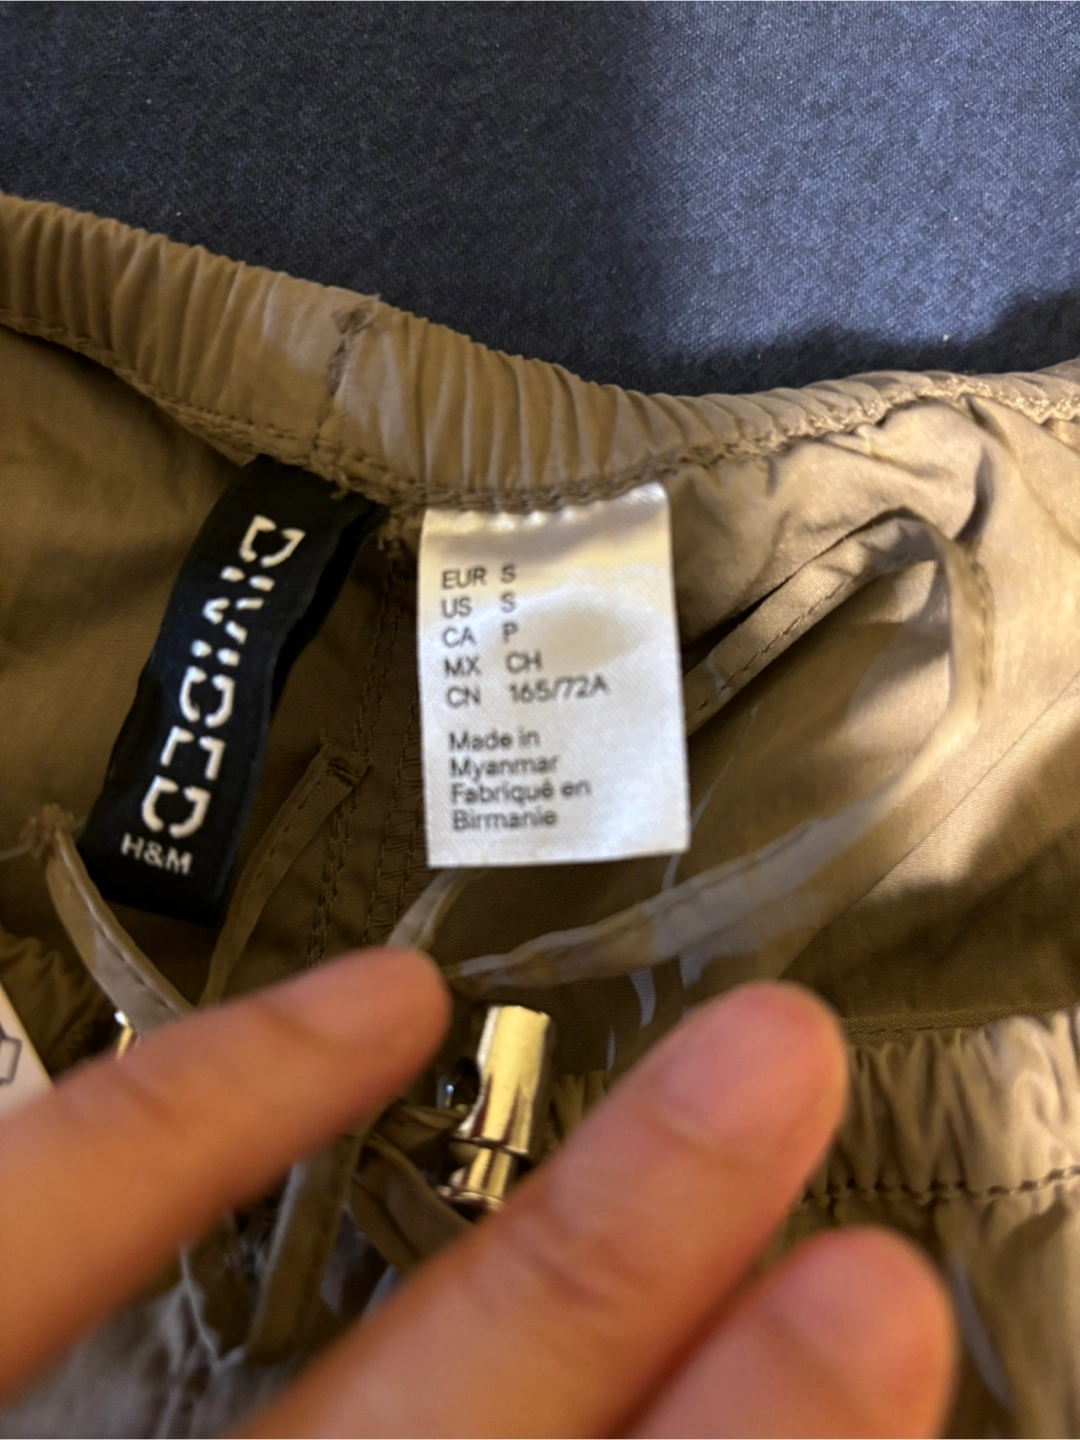 DIVIDED
H&M
EUR S
US S
CA P
MX CH
CN 165/72A
Made in
Myanmar
Fabriqué en
Birmanie